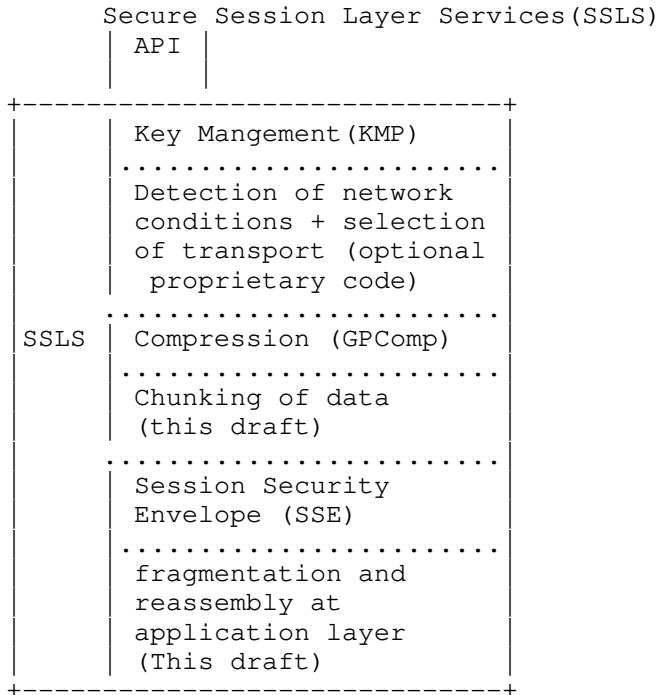 Secure Session Layer Services(SSLS)
API
Key Mangement(KMP)
Detection of network
conditions + selection
of transport (optional
proprietary code)
SSLS Compression (GPComp)
Chunking of data
(this draft)
Session Security
Envelope (SSE)
fragmentation and
reassembly at
application layer
(This draft)